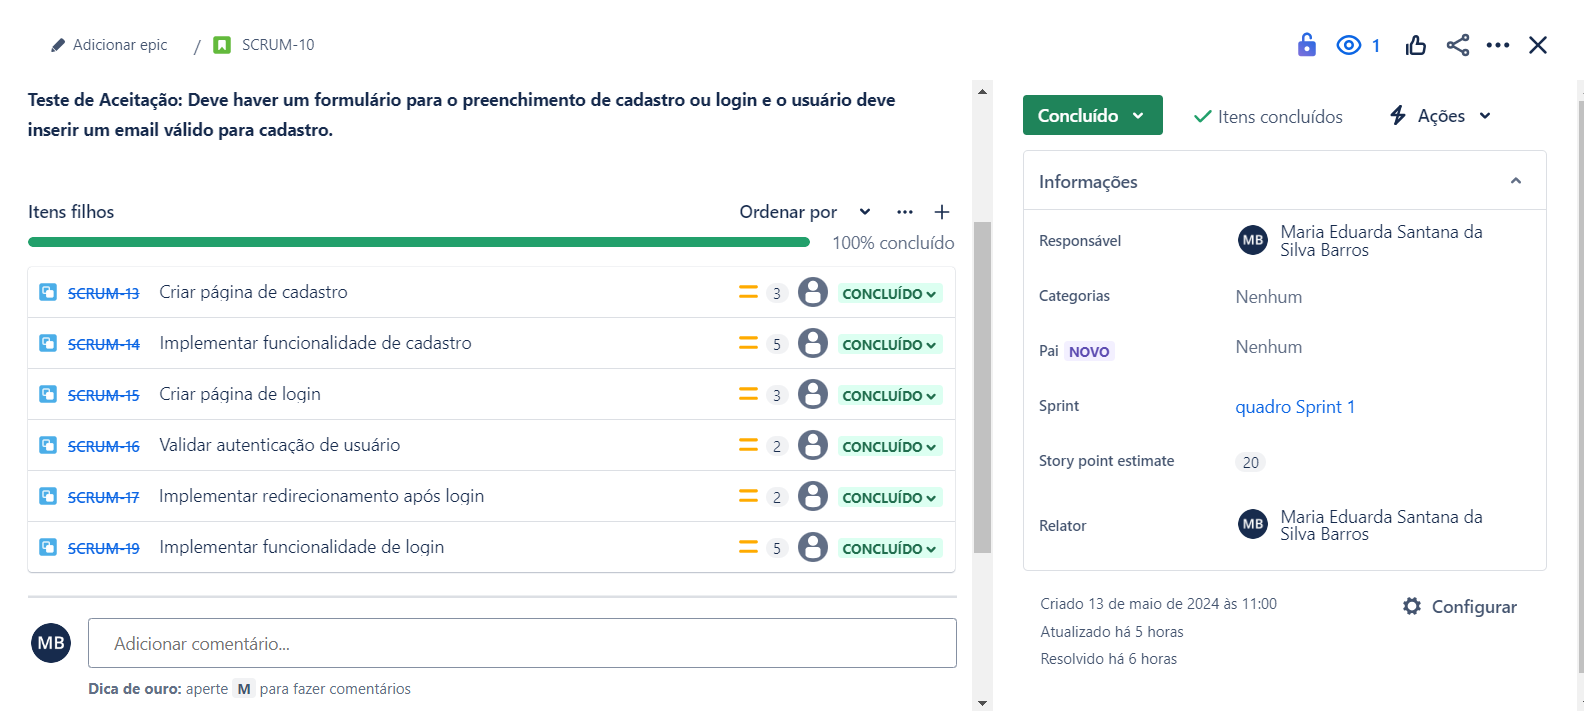 Adicionar epic / SCRUM-10
1
Teste de Aceitação: Deve haver um formulário para o preenchimento de cadastro ou login e o usuário deve
inserir um email válido para cadastro.
Itens filhos
Ordenar por
100% concluído
SCRUM-13 Criar página de cadastro 3 CONCLUÍDO
SCRUM-14 Implementar funcionalidade de cadastro 5 CONCLUÍDO
SCRUM-15 Criar página de login 3 CONCLUÍDO
SCRUM-16 Validar autenticação de usuário 2 CONCLUÍDO
SCRUM-17 Implementar redirecionamento após login 2 CONCLUÍDO
SCRUM-19 Implementar funcionalidade de login 5 CONCLUÍDO
MB Adicionar comentário...
Dica de ouro: aperte M para fazer comentários
Concluído Itens concluídos Ações
Informações
Responsável MB Maria Eduarda Santana da
Silva Barros
Categorias Nenhum
Pai NOVO Nenhum
Sprint quadro Sprint 1
Story point estimate 20
Relator MB Maria Eduarda Santana da
Silva Barros
Criado 13 de maio de 2024 às 11:00
Configurar
Atualizado há 5 horas
Resolvido há 6 horas